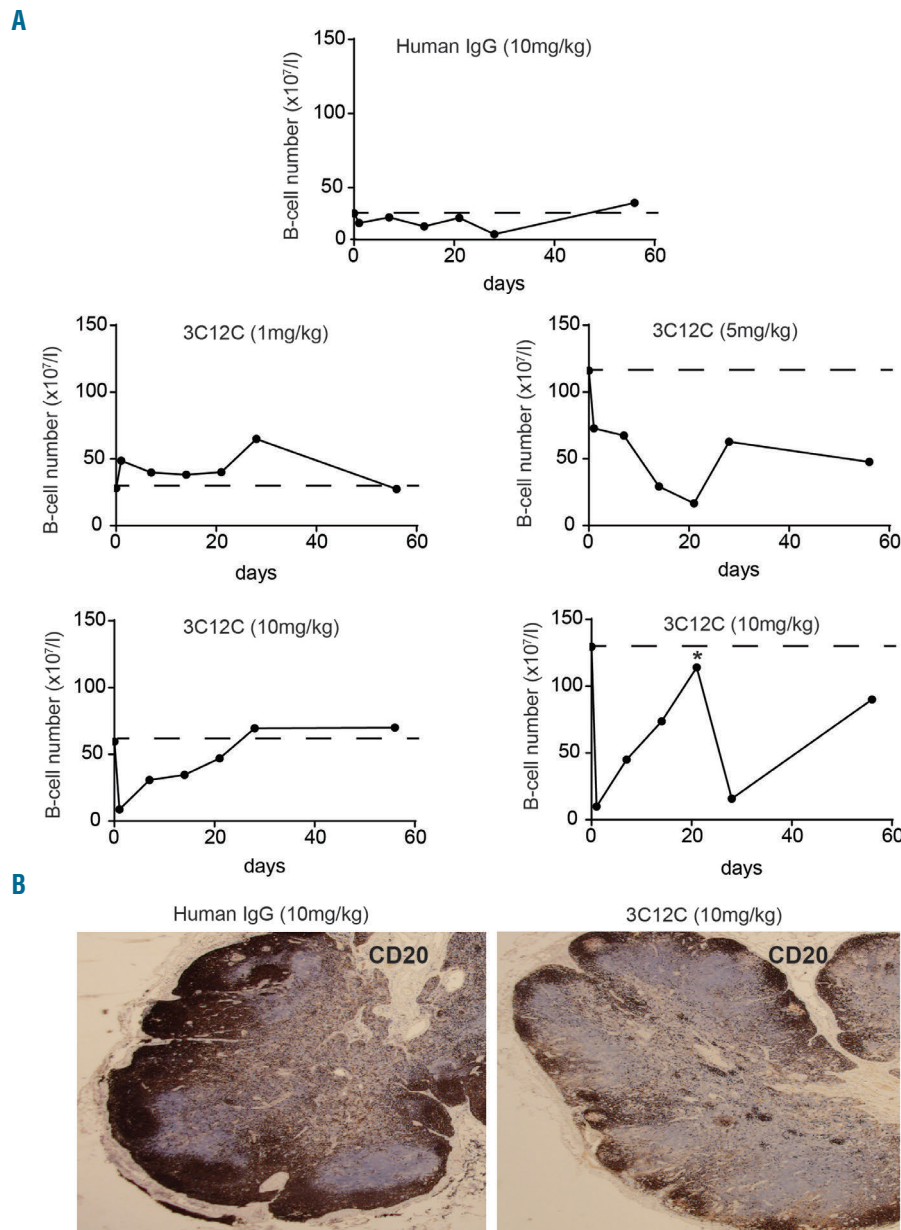 A
Human IgG (10mg/kg)
150
100
50
0
B-cell number (x10⁷/l)
0 20 40 60
days
3C12C (1mg/kg)
150
100
50
0
B-cell number (x10⁷/l)
0 20 40 60
days
3C12C (5mg/kg)
150
100
50
0
B-cell number (x10⁷/l)
0 20 40 60
days
3C12C (10mg/kg)
150
100
50
0
B-cell number (x10⁷/l)
0 20 40 60
days
3C12C (10mg/kg)
*
150
100
50
0
B-cell number (x10⁷/l)
0 20 40 60
days
B
Human IgG (10mg/kg)
CD20
3C12C (10mg/kg)
CD20